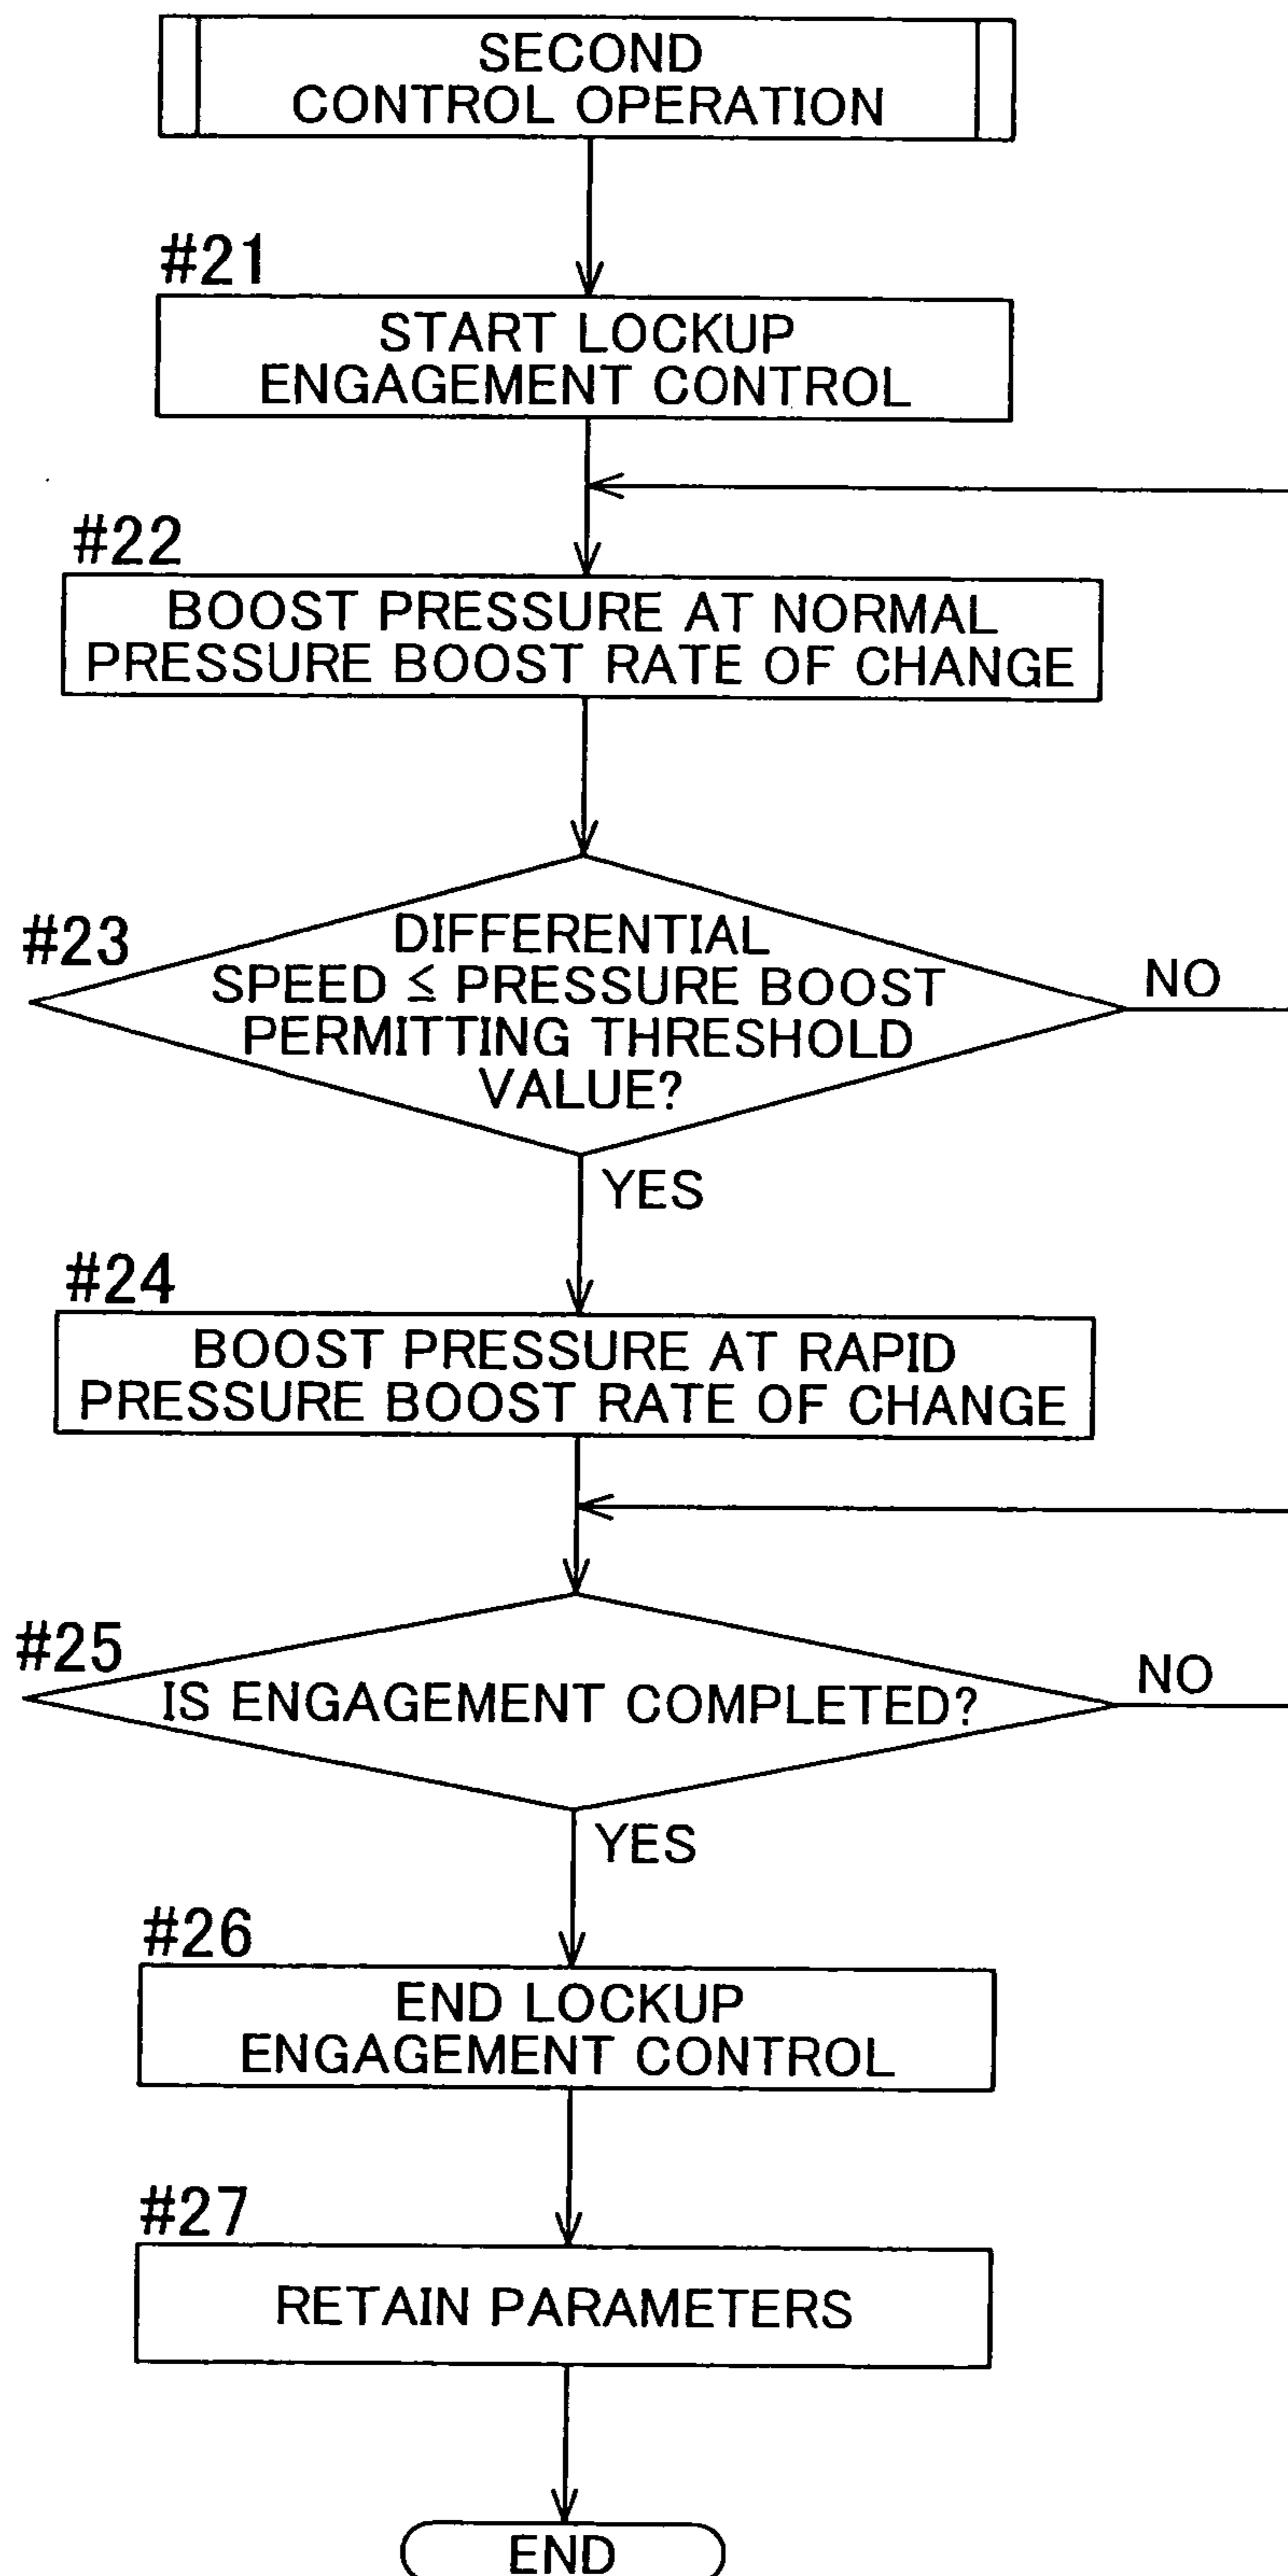 SECOND
CONTROL OPERATION
#21
START LOCKUP
ENGAGEMENT CONTROL
#22
BOOST PRESSURE AT NORMAL
PRESSURE BOOST RATE OF CHANGE
#23
DIFFERENTIAL
SPEED ≦ PRESSURE BOOST
PERMITTING THRESHOLD
VALUE?
NO
YES
#24
BOOST PRESSURE AT RAPID
PRESSURE BOOST RATE OF CHANGE
#25
IS ENGAGEMENT COMPLETED?
NO
YES
#26
END LOCKUP
ENGAGEMENT CONTROL
#27
RETAIN PARAMETERS
END